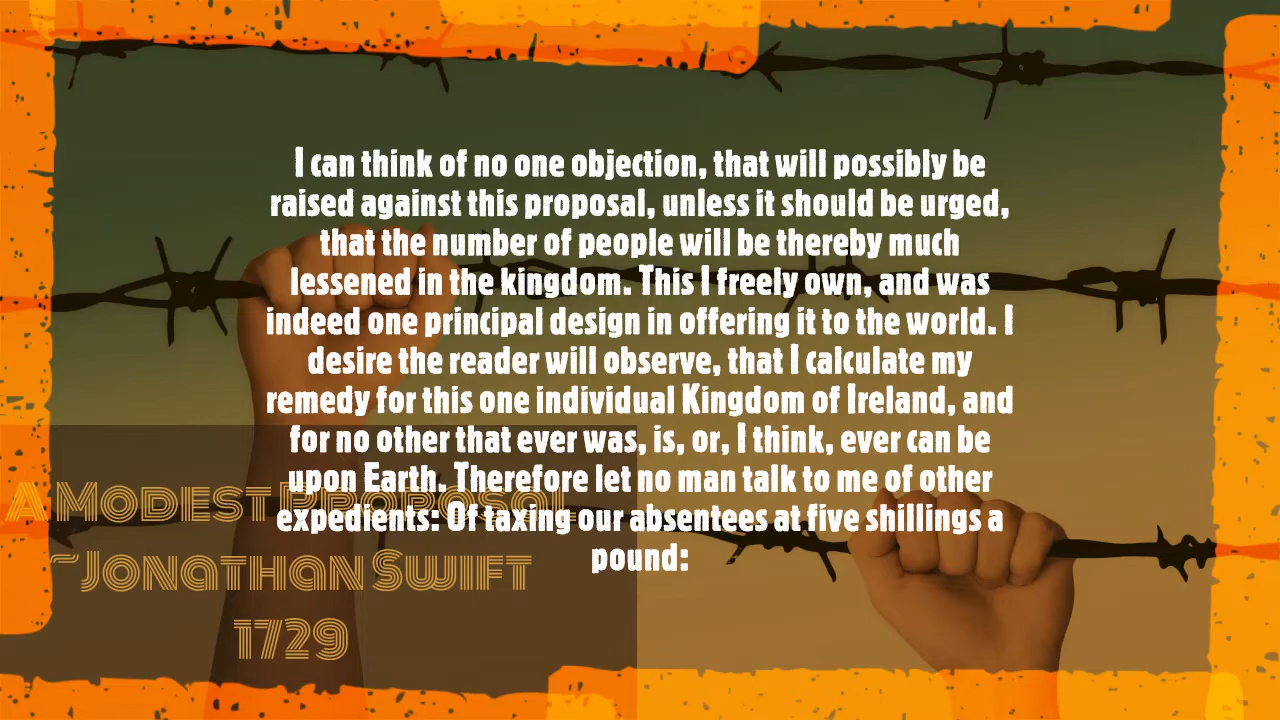 I can think of no one objection, that will possibly be
raised against this proposal, unless it should be urged,
that the number of people will be thereby much
lessened in the kingdom. This I freely own, and was
indeed one principal design in offering it to the world. I
desire the reader will observe, that I calculate my
remedy for this one individual Kingdom of Ireland, and
for no other that ever was, is, or, I think, ever can be
upon Earth. Therefore let no man talk to me of other
expedients: Of taxing our absentees at five shillings a
pound:
A Modest Proposal
~Jonathan Swift
1729